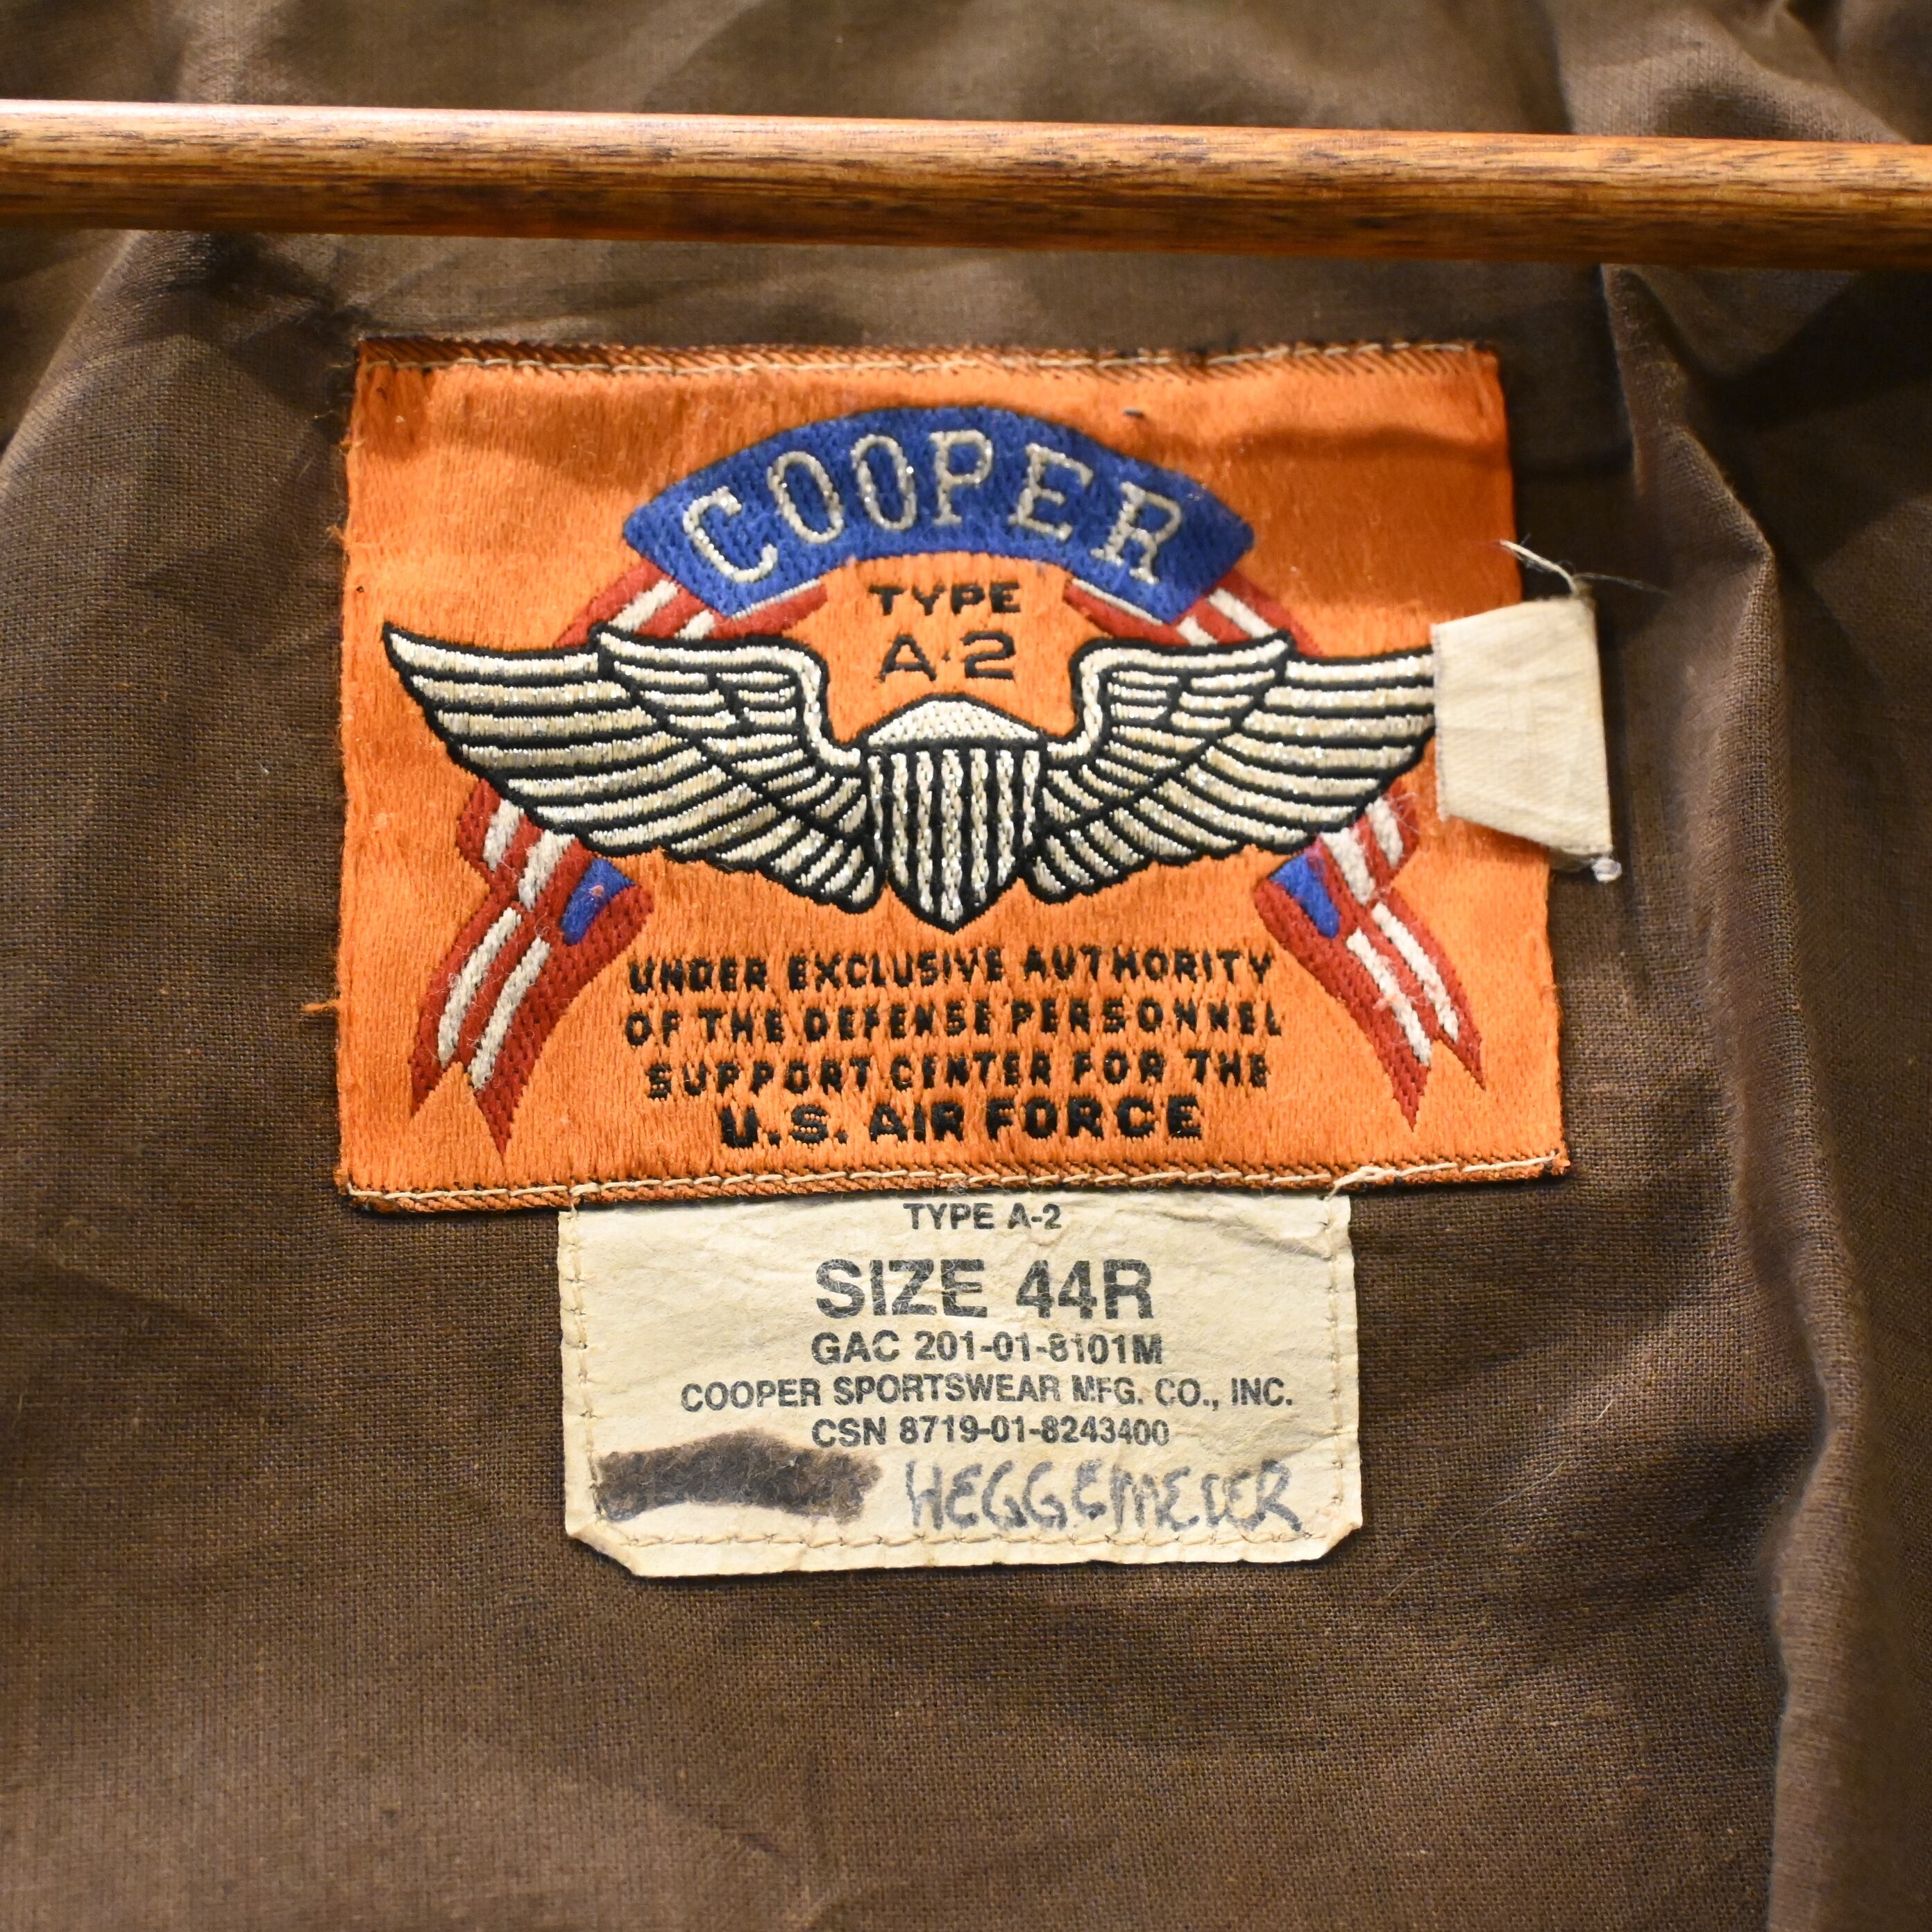 COOPER
TYPE
A-2
UNDER EXCLUSIVE AUTHORITY
OF THE DEFENSE PERSONNEL
SUPPORT CENTER FOR THE
U.S. AIR FORCE
TYPE A-2
SIZE 44R
GAC 201-01-8101M
COOPER SPORTSWEAR MFG. CO., INC.
CSN 8719-01-8243400
HEGGEMEIER